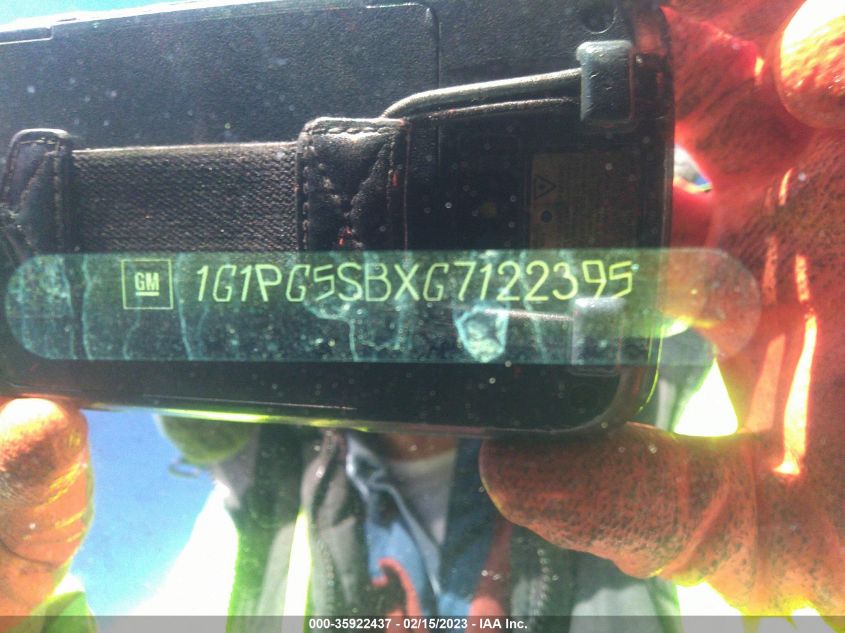 GM 1G1PG5SBXG7122395
000-35922437 - 02/15/2023 - IAA Inc.